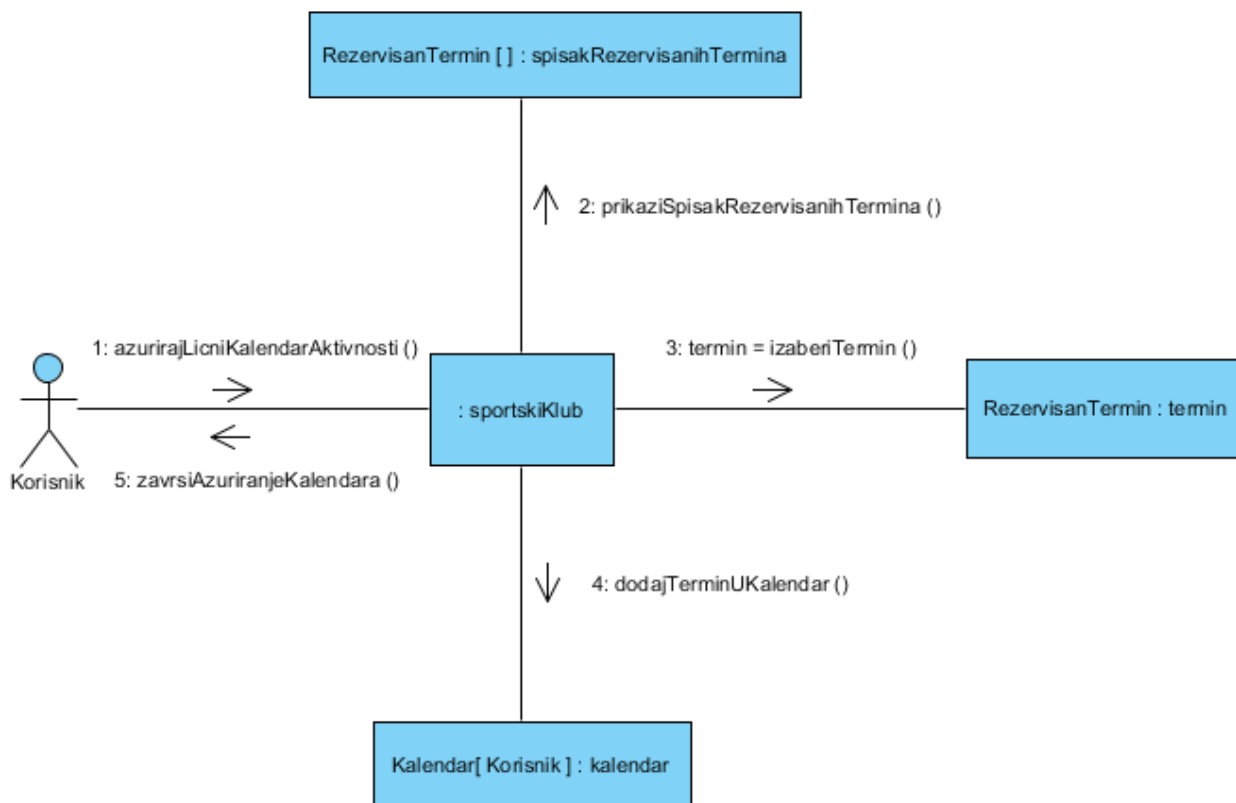 RezervisanTermin [ ] : spisakRezervisanihTermina
2: prikaziSpisakRezervisanihTermina ()
1: azurirajLicniKalendarAktivnosti ()
3: termin = izaberiTermin ()
: sportskiKlub
RezervisanTermin : termin
Korisnik
5: zavrsiAzuriranjeKalendara ()
4: dodajTerminUKalendar ()
Kalendar[ Korisnik ] : kalendar